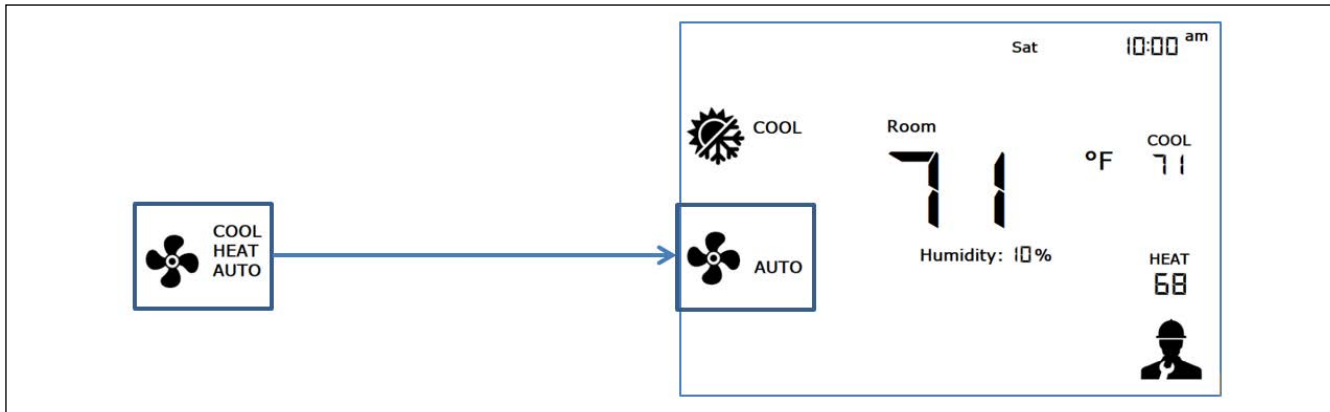 Sat 10:00 am
COOL
Room
COOL
71 °F 71
COOL
HEAT
AUTO
AUTO
Humidity: 10%
HEAT
68